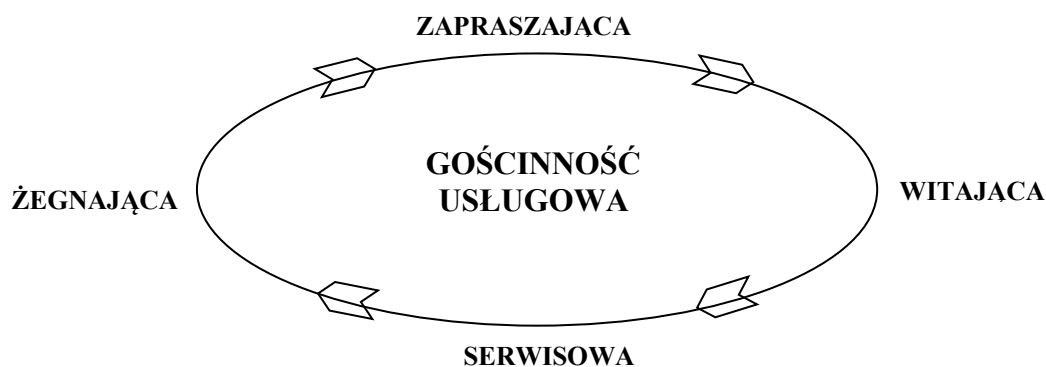 ZAPRASZAJĄCA
GOŚCINNOŚĆ
USŁUGOWA
ŻEGNAJĄCA
WITAJĄCA
SERWISOWA